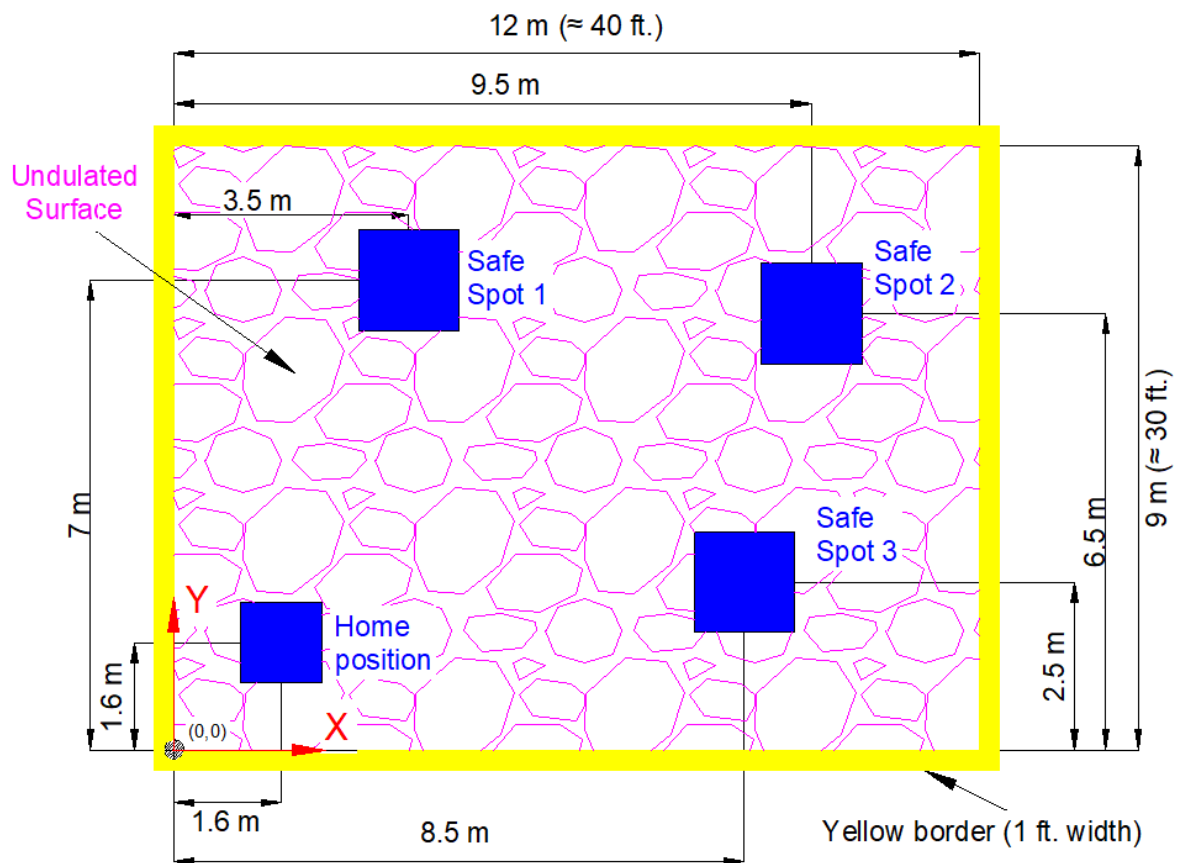 12 m (≈ 40 ft.)
9.5 m
Undulated
Surface
3.5 m
Safe
Spot 1
Safe
Spot 2
9 m (≈ 30 ft.)
7 m
6.5 m
Safe
Spot 3
Y
Home
position
2.5 m
1.6 m
(0,0)
X
1.6 m
8.5 m
Yellow border (1 ft. width)